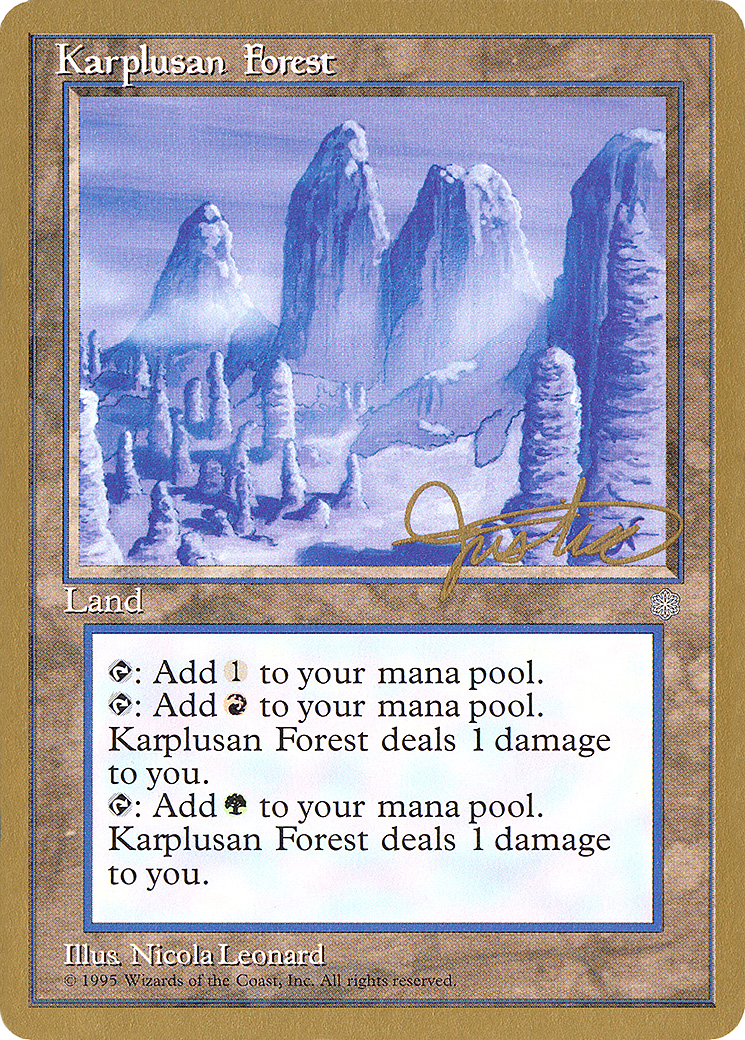 Karplusan Forest
Justice
Land
: Add 1 to your mana pool.
: Add to your mana pool.
Karplusan Forest deals 1 damage
to you.
: Add to your mana pool.
Karplusan Forest deals 1 damage
to you.
Illus. Nicola Leonard
© 1995 Wizards of the Coast, Inc. All rights reserved.